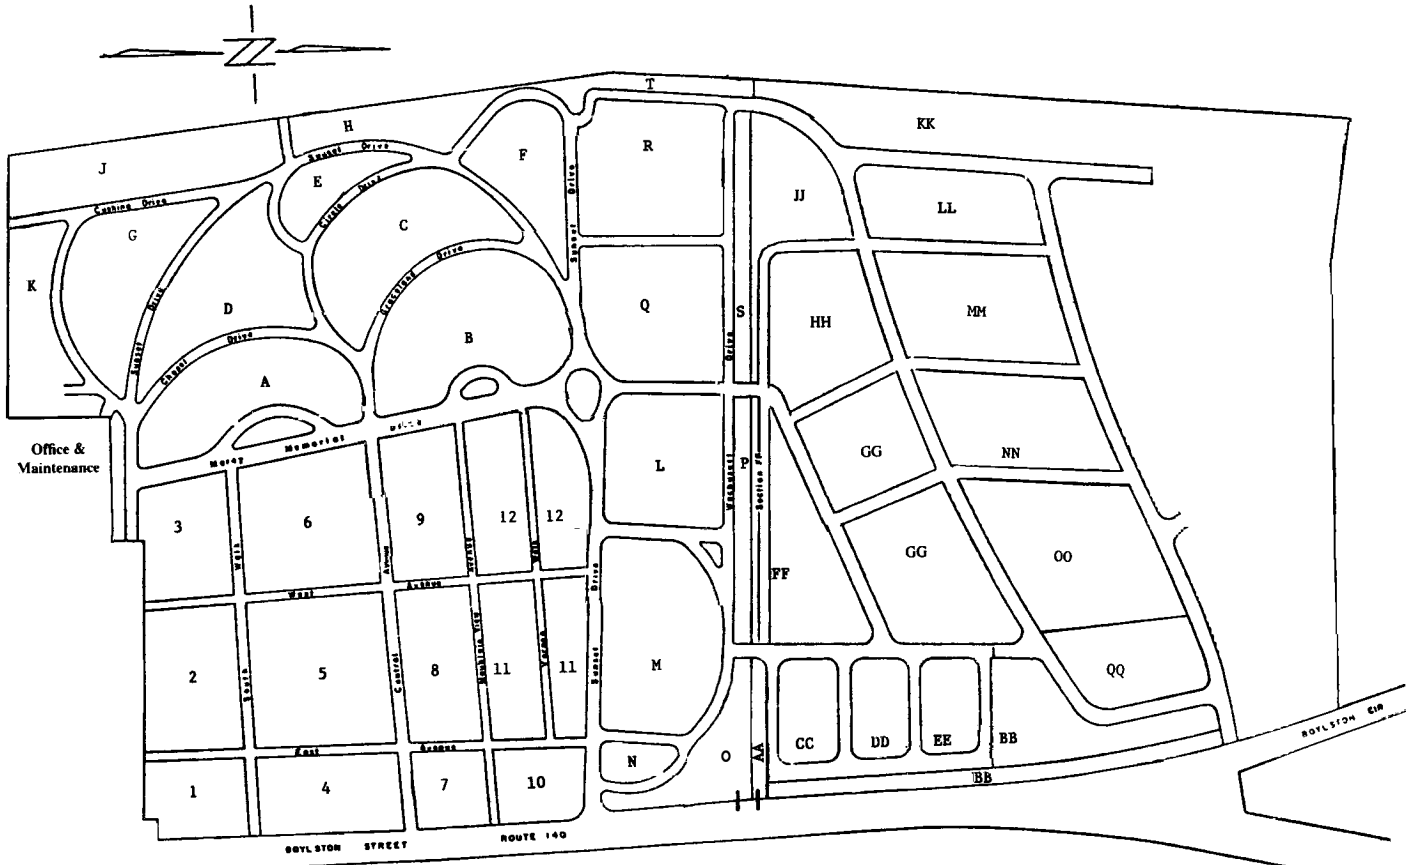 T
H
KK
J
Sunset Drive
F
Drive
R
E
Circle Drive
JJ
LL
Cushing Drive
G
C
Sunset
Graceland Drive
K
D
Drive
Q
S
HH
MM
Chapel Drive
Sunset
B
Drive
A
Office &
Maintenance
Mercy Memorial
L
P
Section FF
GG
NN
3
6
9
12
12
Walk
Avenue
Avenue
Walk
GG
OO
Drive
FF
West Avenue
2
5
8
11
11
South
Central
Mountain View
Sunset
M
QQ
East Avenue
N
O
AA
CC
DD
EE
BB
BB
1
4
7
10
BOYLSTON STREET
ROUTE 140
BOYLSTON CIR